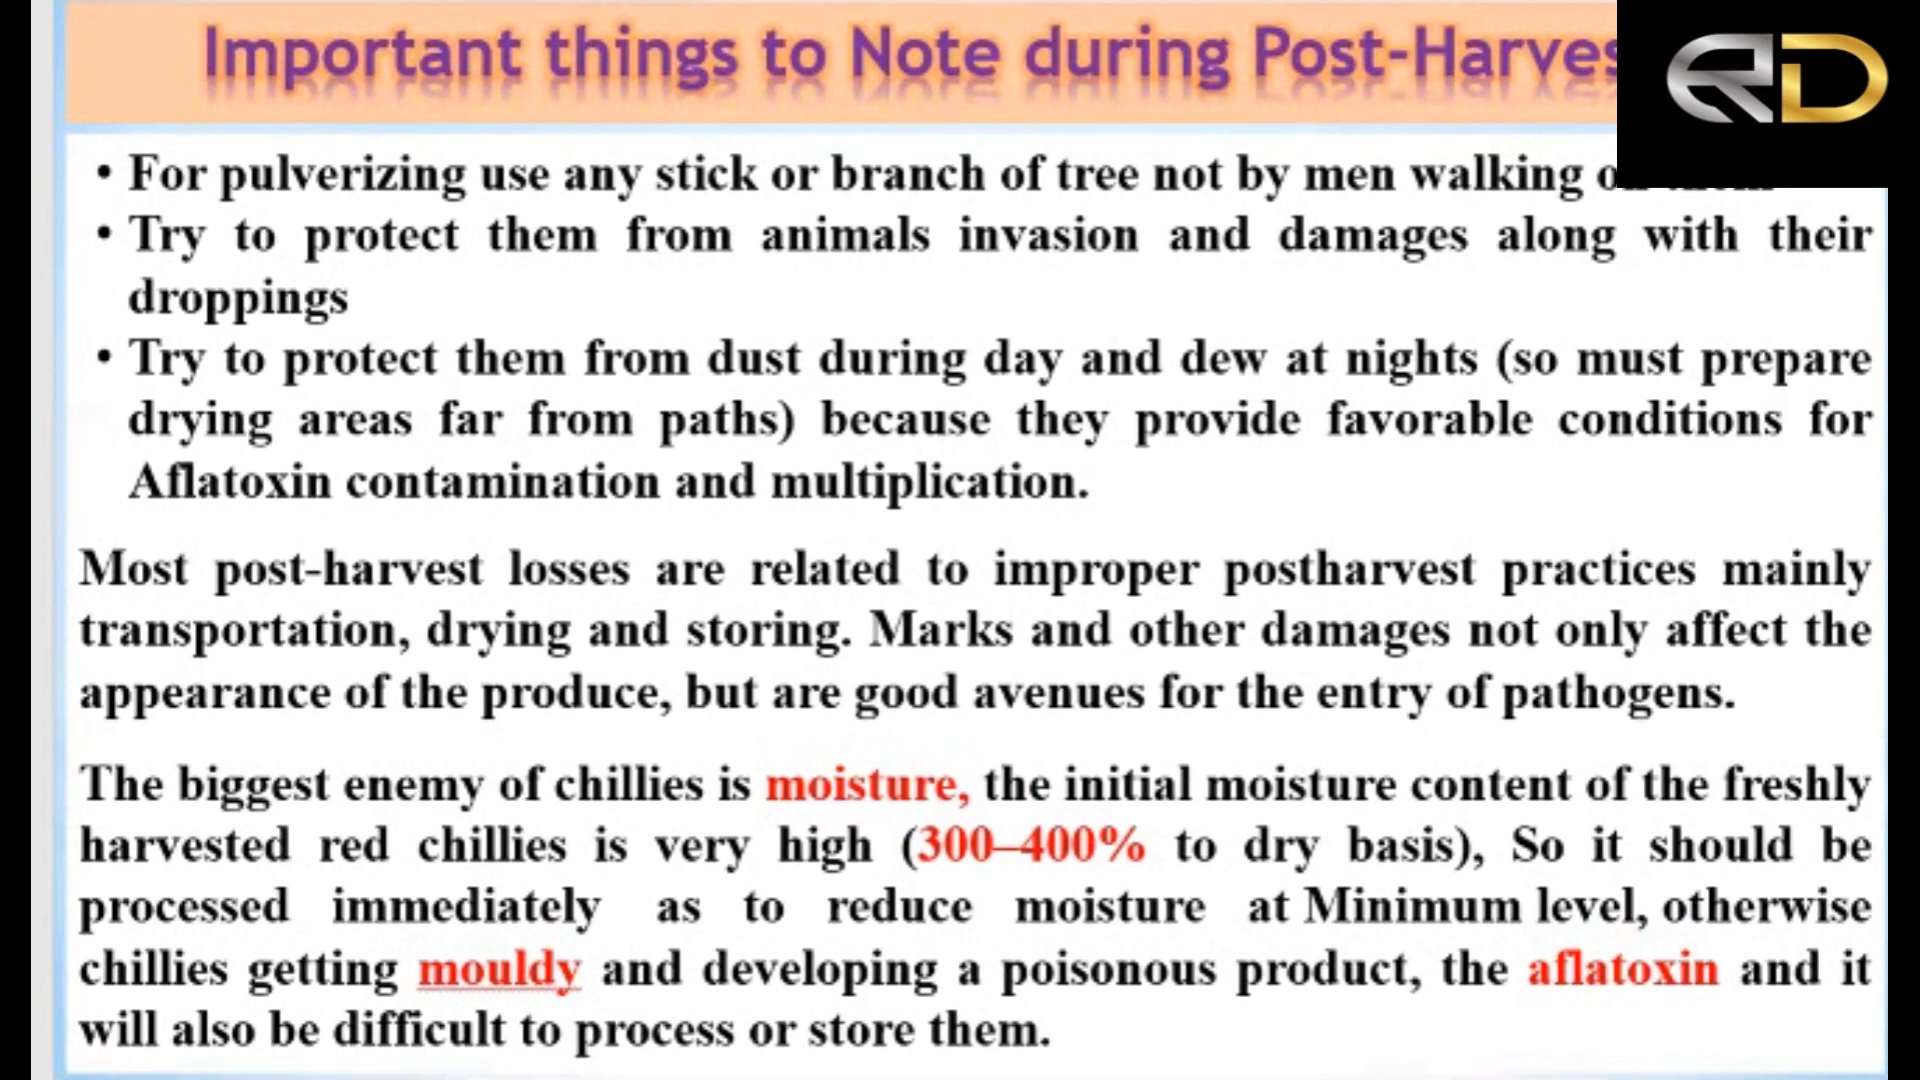 Important things to Note during Post-Harves
• For pulverizing use any stick or branch of tree not by men walking
• Try to protect them from animals invasion and damages along with their
droppings
• Try to protect them from dust during day and dew at nights (so must prepare
drying areas far from paths) because they provide favorable conditions for
Aflatoxin contamination and multiplication.
Most post-harvest losses are related to improper postharvest practices mainly
transportation, drying and storing. Marks and other damages not only affect the
appearance of the produce, but are good avenues for the entry of pathogens.
The biggest enemy of chillies is moisture, the initial moisture content of the freshly
harvested red chillies is very high (300–400% to dry basis), So it should be
processed immediately as to reduce moisture at Minimum level, otherwise
chillies getting mouldy and developing a poisonous product, the aflatoxin and it
will also be difficult to process or store them.